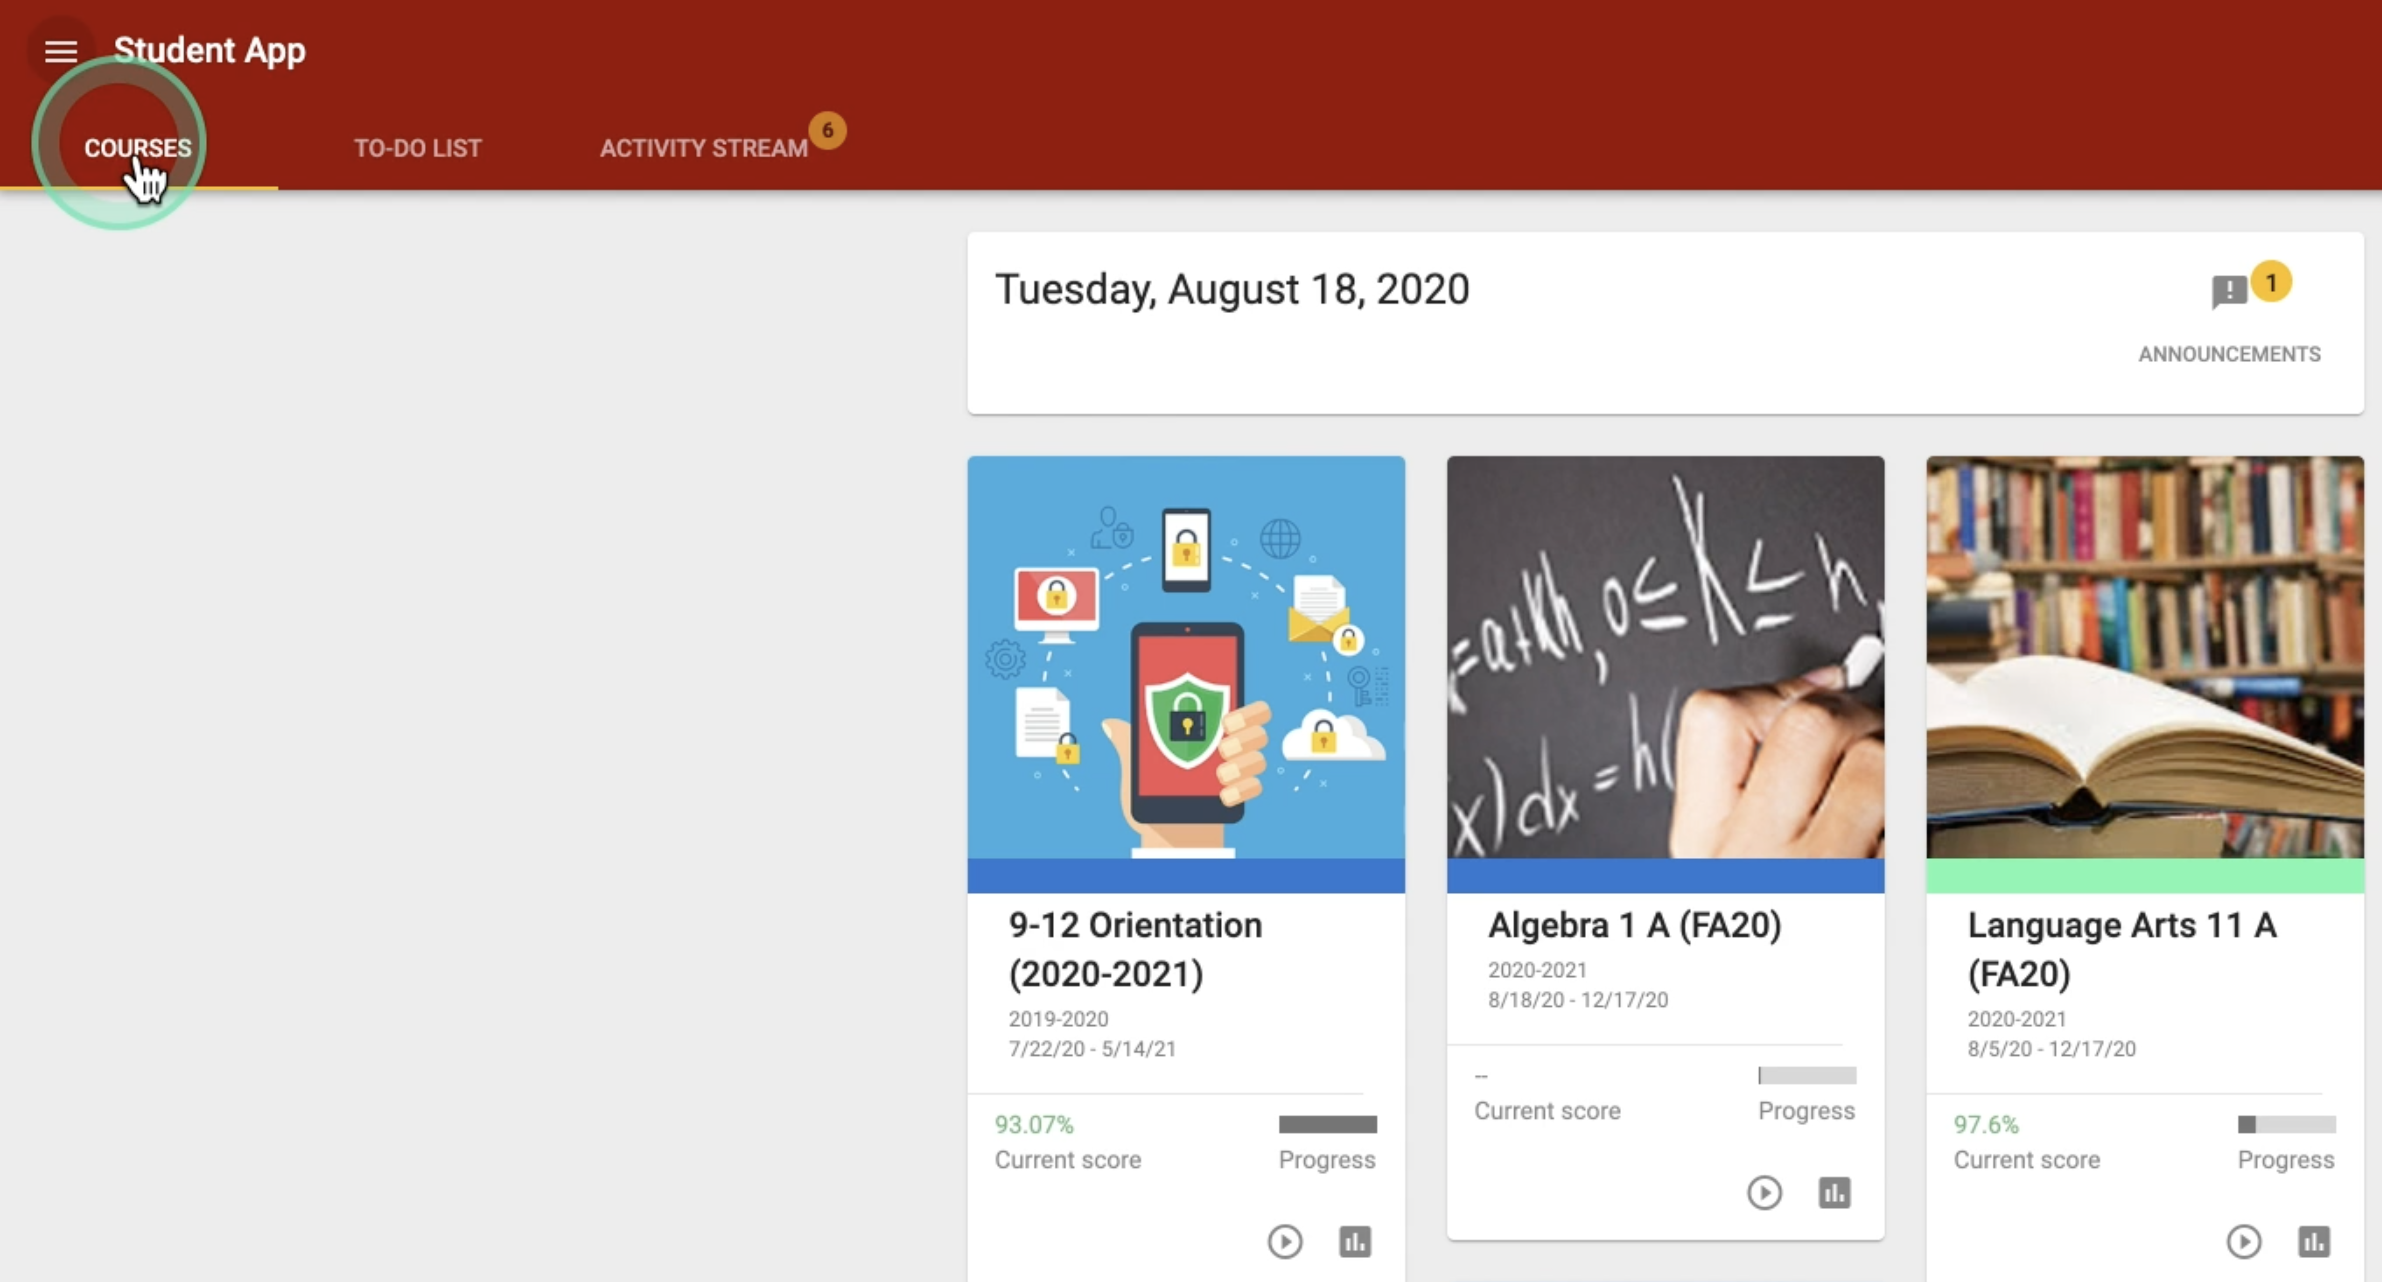 Student App
COURSES
TO-DO LIST
ACTIVITY STREAM
6
Tuesday, August 18, 2020
1
ANNOUNCEMENTS
=a+kh, 0≤K≤h
x)dx=h(
9-12 Orientation
(2020-2021)
2019-2020
7/22/20 - 5/14/21
93.07%
Current score
Progress
Algebra 1 A (FA20)
2020-2021
8/18/20 - 12/17/20
--
Current score
Progress
Language Arts 11 A
(FA20)
2020-2021
8/5/20 - 12/17/20
97.6%
Current score
Progress